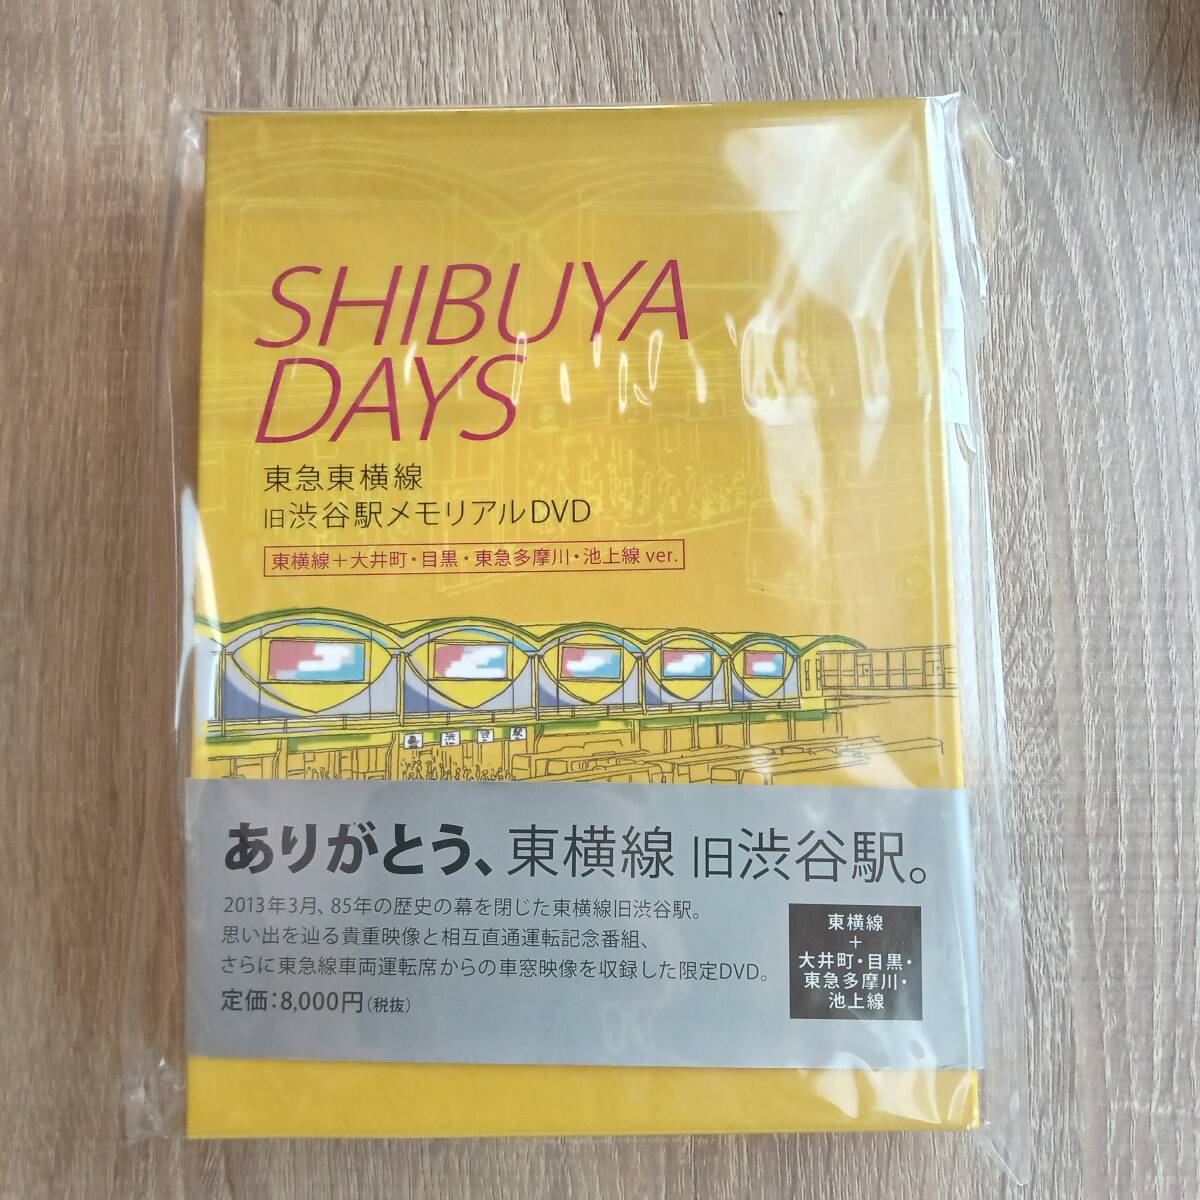 SHIBUYA
DAYS
東急東横線
旧渋谷駅メモリアルDVD
東横線＋大井町・目黒・東急多摩川・池上線 ver.
ありがとう、東横線 旧渋谷駅。
2013年3月、85年の歴史の幕を閉じた東横線旧渋谷駅。
思い出を辿る貴重映像と相互直通運転記念番組、
さらに東急線車両運転席からの車窓映像を収録した限定DVD。
定価：8,000円（税抜）
東横線
＋
大井町・目黒・
東急多摩川・
池上線